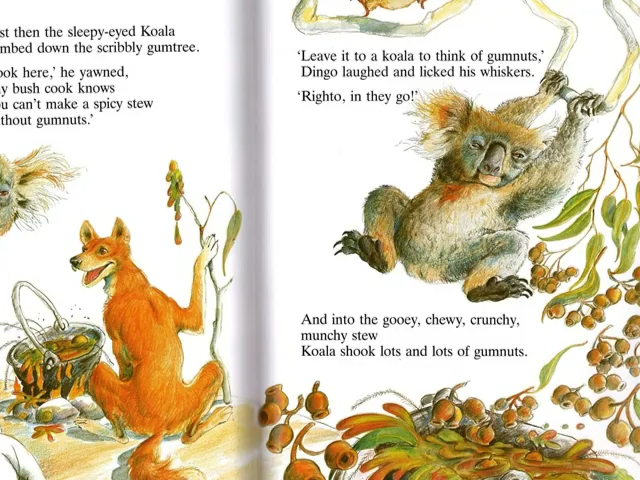 st then the sleepy-eyed Koala
mbed down the scribbly gumtree.
ook here,' he yawned,
y bush cook knows
u can't make a spicy stew
thout gumnuts.'
'Leave it to a koala to think of gumnuts,'
Dingo laughed and licked his whiskers.
'Righto, in they go!'
And into the gooey, chewy, crunchy,
munchy stew
Koala shook lots and lots of gumnuts.